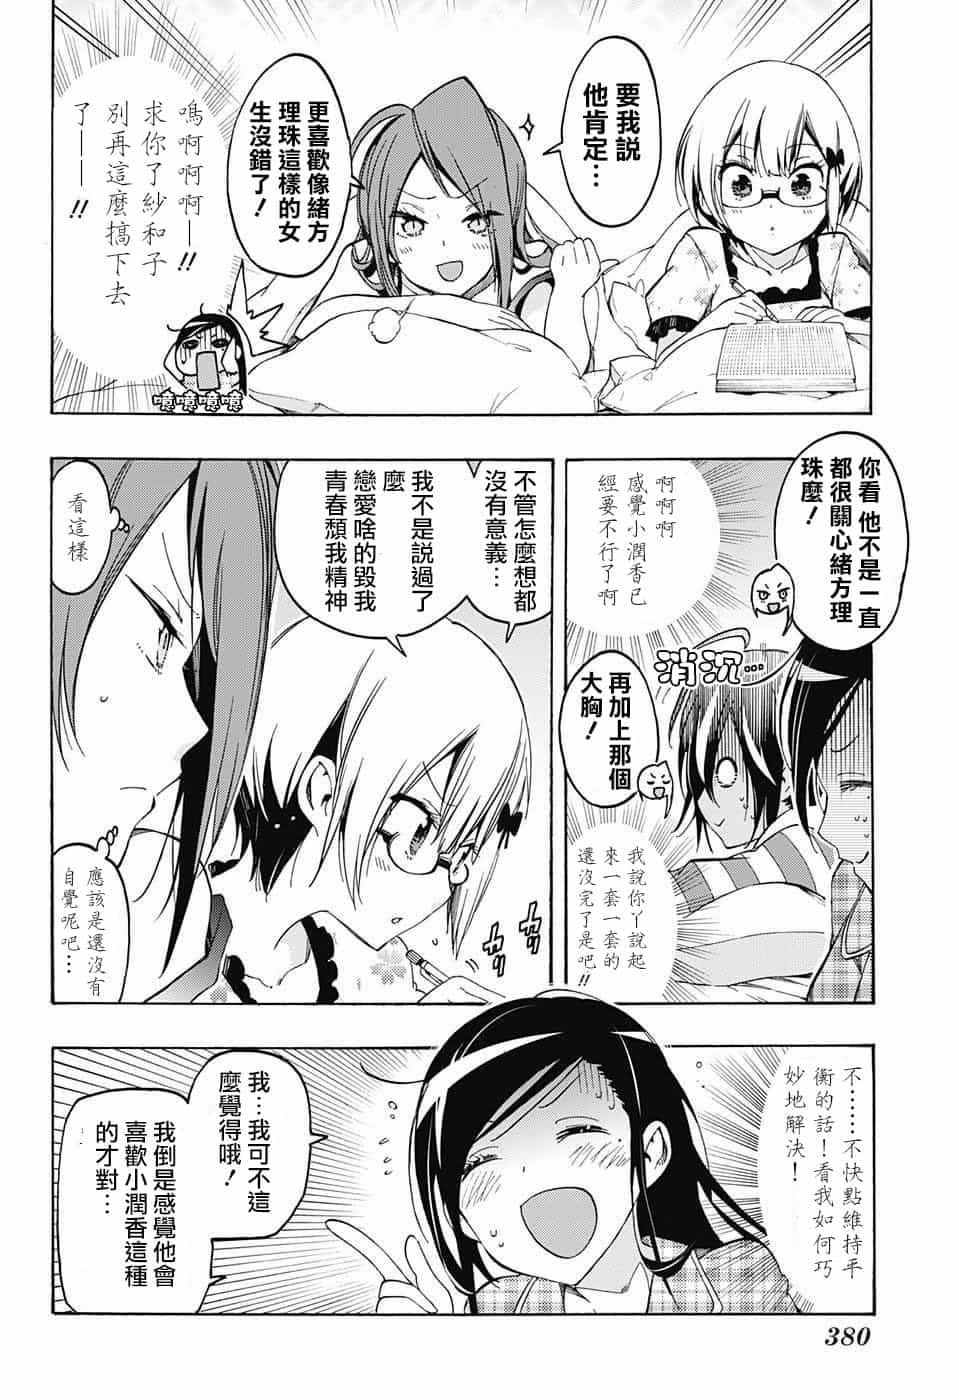 要我說
他肯定…
更喜歡像緒方
理珠這樣的女
生沒錯了！
嗚啊啊啊—!!
求你了紗和子
別再這麼搞下去
了——!!
噫噫噫噫
你看 他不是一直
都很關心緒方理
珠麼！
啊啊啊
感覺小潤香已
經要不行了啊
消沉…
再加上那個
大胸！
我說你丫說起
來一套一套的
還沒完了是吧!!
不管怎麼想都
沒有意義…
我不是說過了
麼
戀愛啥的毀我
青春頹我精神
看這樣
應該是還沒有
自覺呢吧…
ガガガ
不……不快點維持平
衡的話！看我如何巧
妙地解決！
我…我可不這
麼覺得哦！
我倒是感覺他會
喜歡小潤香這種
的才對…
380